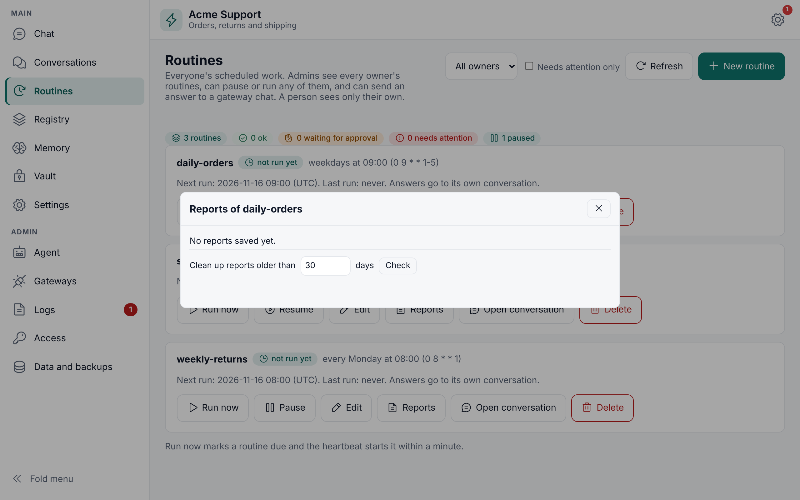 MAIN
Chat
Conversations
Routines
Registry
Memory
Vault
Settings
ADMIN
Agent
Gateways
Logs
1
Access
Data and backups
Fold menu
Acme Support
Orders, returns and shipping
1
Routines
Everyone's scheduled work. Admins see every owner's
routines, can pause or run any of them, and can send an
answer to a gateway chat. A person sees only their own.
All owners
Needs attention only
Refresh
New routine
3 routines
0 ok
0 waiting for approval
0 needs attention
1 paused
daily-orders
not run yet
weekdays at 09:00 (0 9 * * 1-5)
Next run: 2026-11-16 09:00 (UTC). Last run: never. Answers go to its own conversation.
Reports of daily-orders
No reports saved yet.
Clean up reports older than 30 days Check
Run now
Resume
Edit
Reports
Open conversation
Delete
weekly-returns
not run yet
every Monday at 08:00 (0 8 * * 1)
Next run: 2026-11-16 08:00 (UTC). Last run: never. Answers go to its own conversation.
Run now
Pause
Edit
Reports
Open conversation
Delete
Run now marks a routine due and the heartbeat starts it within a minute.